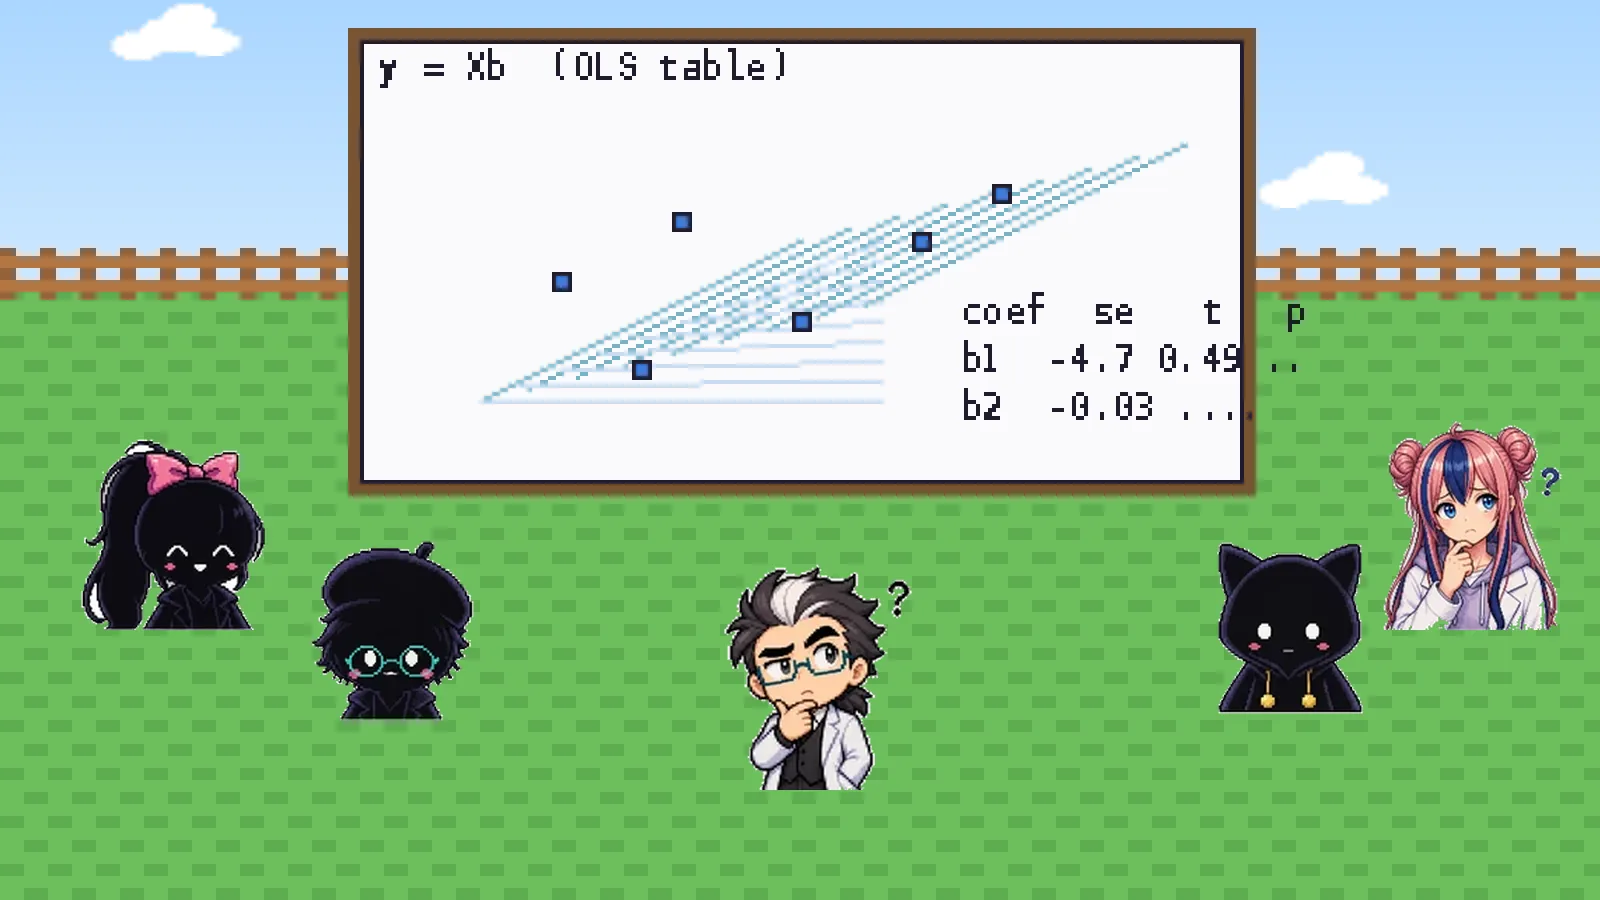 y = Xb (OLS table)
coef se t p
b1 -4.7 0.49 ..
b2 -0.03 ....
?
?